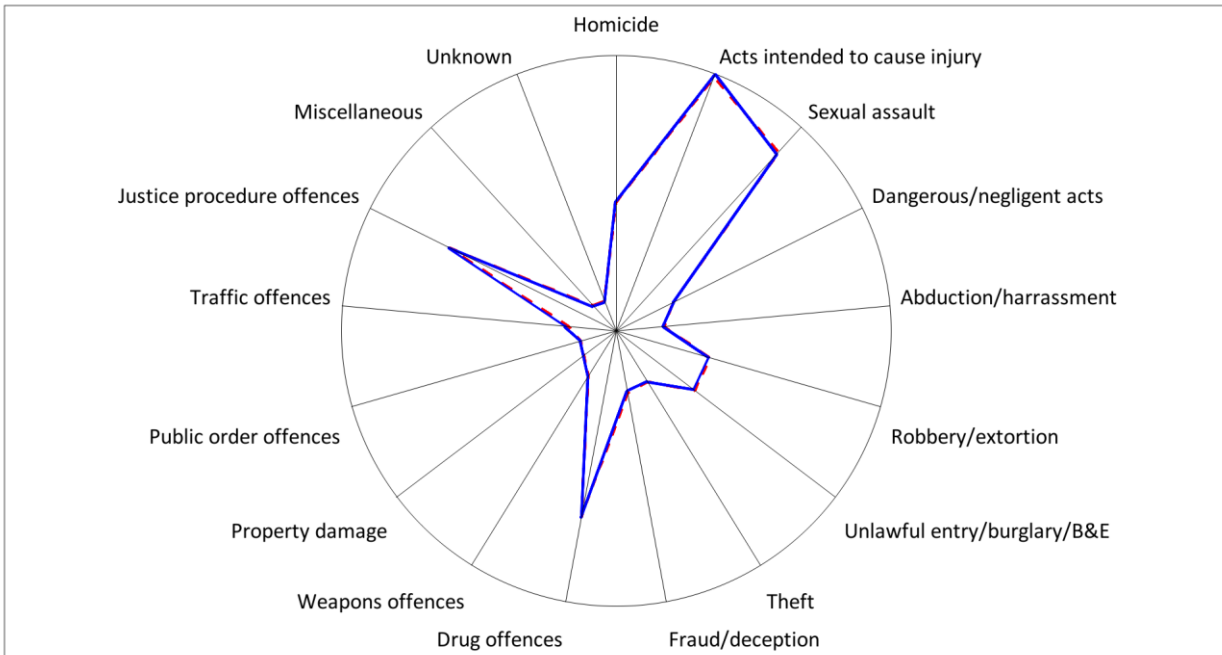 Homicide
Acts intended to cause injury
Sexual assault
Dangerous/negligent acts
Abduction/harrassment
Robbery/extortion
Unlawful entry/burglary/B&E
Theft
Fraud/deception
Drug offences
Weapons offences
Property damage
Public order offences
Traffic offences
Justice procedure offences
Miscellaneous
Unknown